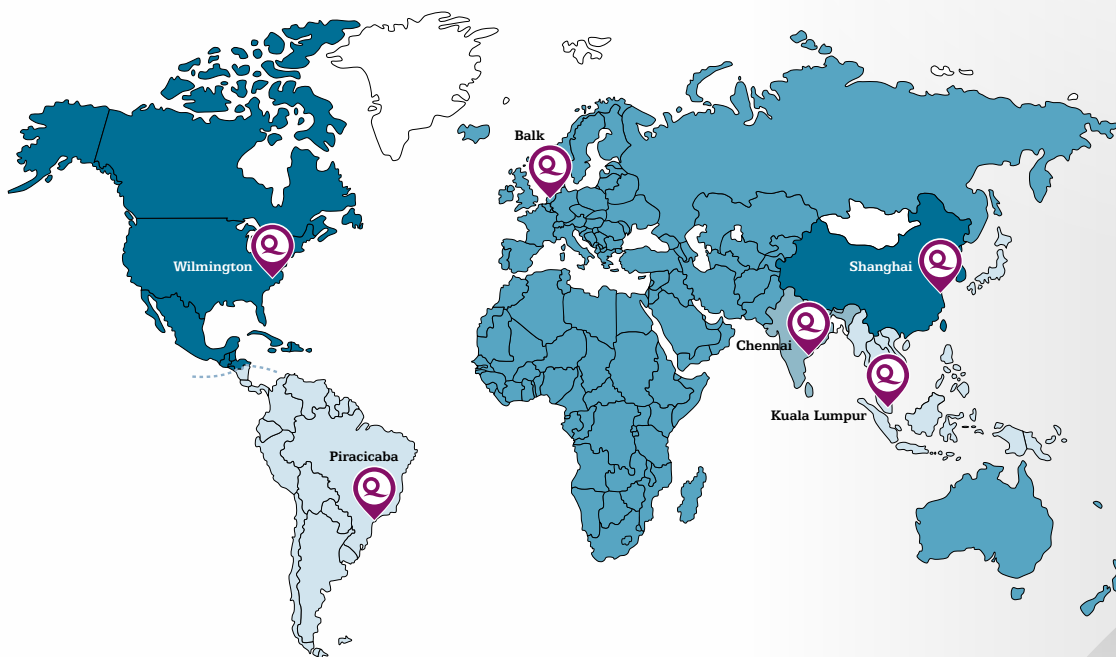 Balk
Wilmington
Shanghai
Chennai
Kuala Lumpur
Piracicaba